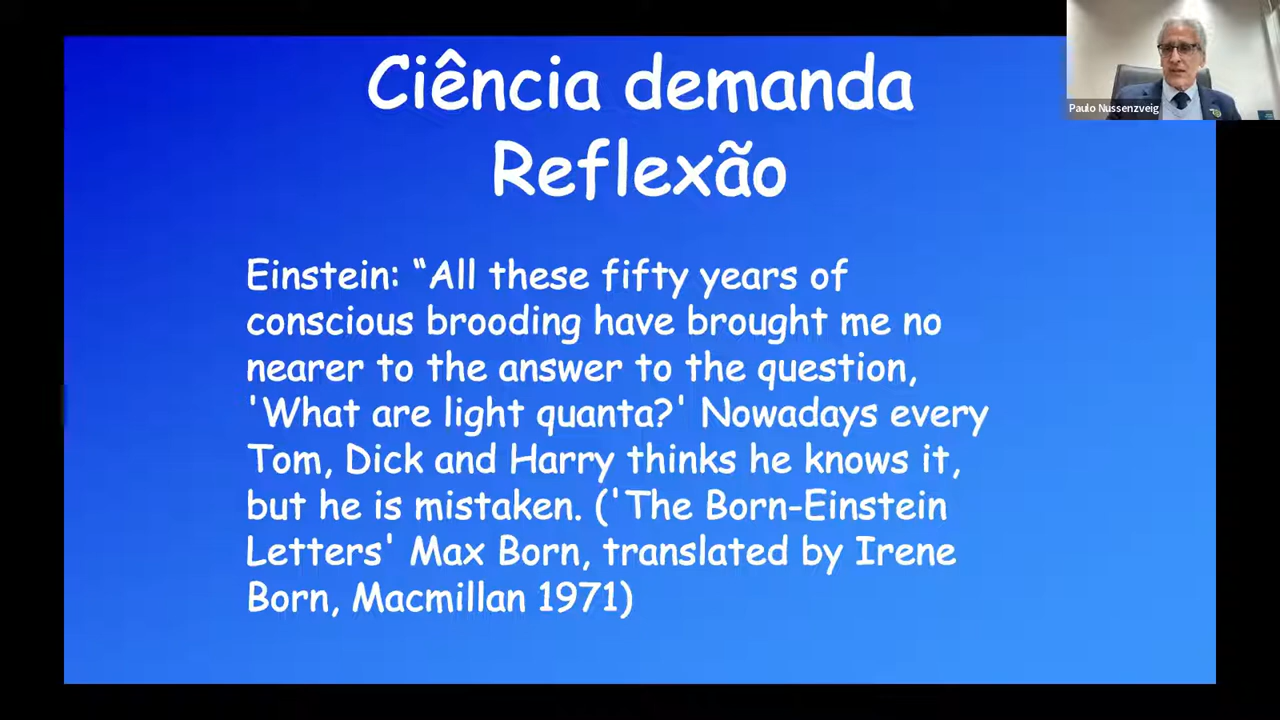 Ciência demanda
Reflexão
Paulo Nussenzveig
Einstein: “All these fifty years of
conscious brooding have brought me no
nearer to the answer to the question,
'What are light quanta?' Nowadays every
Tom, Dick and Harry thinks he knows it,
but he is mistaken. ('The Born-Einstein
Letters' Max Born, translated by Irene
Born, Macmillan 1971)